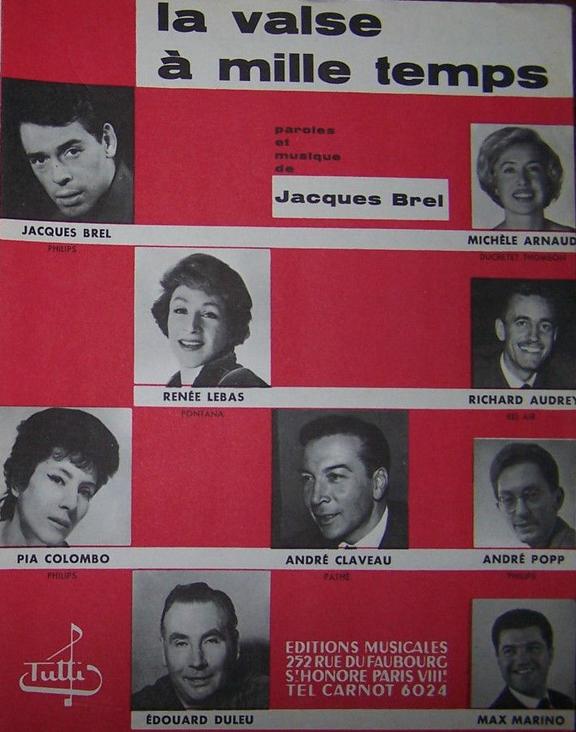 la valse
à mille temps
paroles
et
musique
de
Jacques Brel
JACQUES BREL
PHILIPS
MICHÈLE ARNAUD
DUCRETET THOMSON
RENÉE LEBAS
FONTANA
RICHARD AUDREY
BEL AIR
PIA COLOMBO
PHILIPS
ANDRÉ CLAVEAU
PATHÉ
ANDRÉ POPP
PHILIPS
Tutti
EDITIONS MUSICALES
252 RUE DU FAUBOURG
ST HONORE PARIS VIIIE
TEL CARNOT 6024
ÉDOUARD DULEU
MAX MARINO